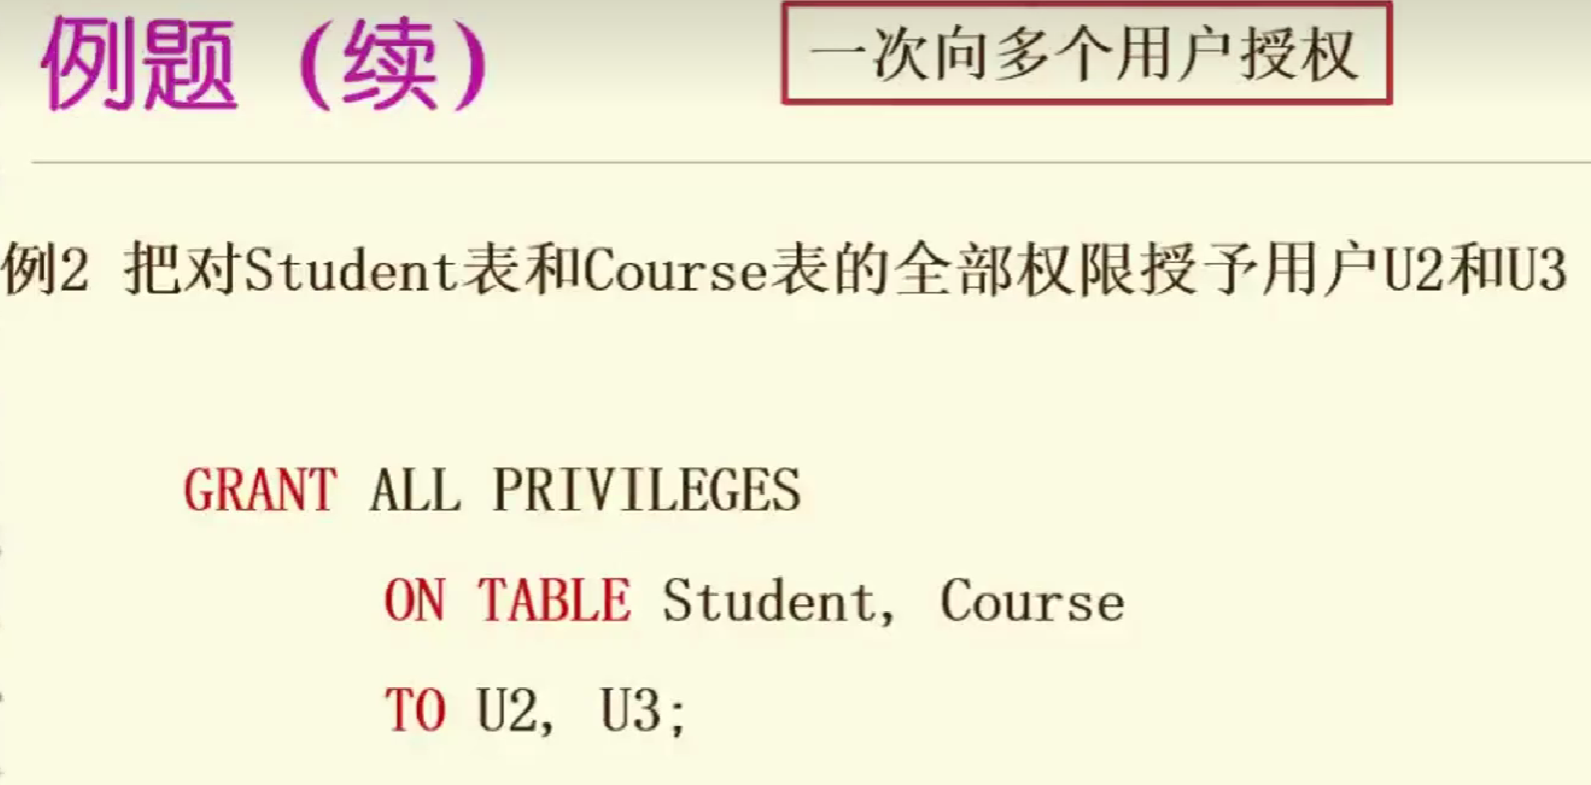 例题（续）
一次向多个用户授权
例2 把对Student表和Course表的全部权限授予用户U2和U3
GRANT ALL PRIVILEGES
ON TABLE Student, Course
TO U2, U3;